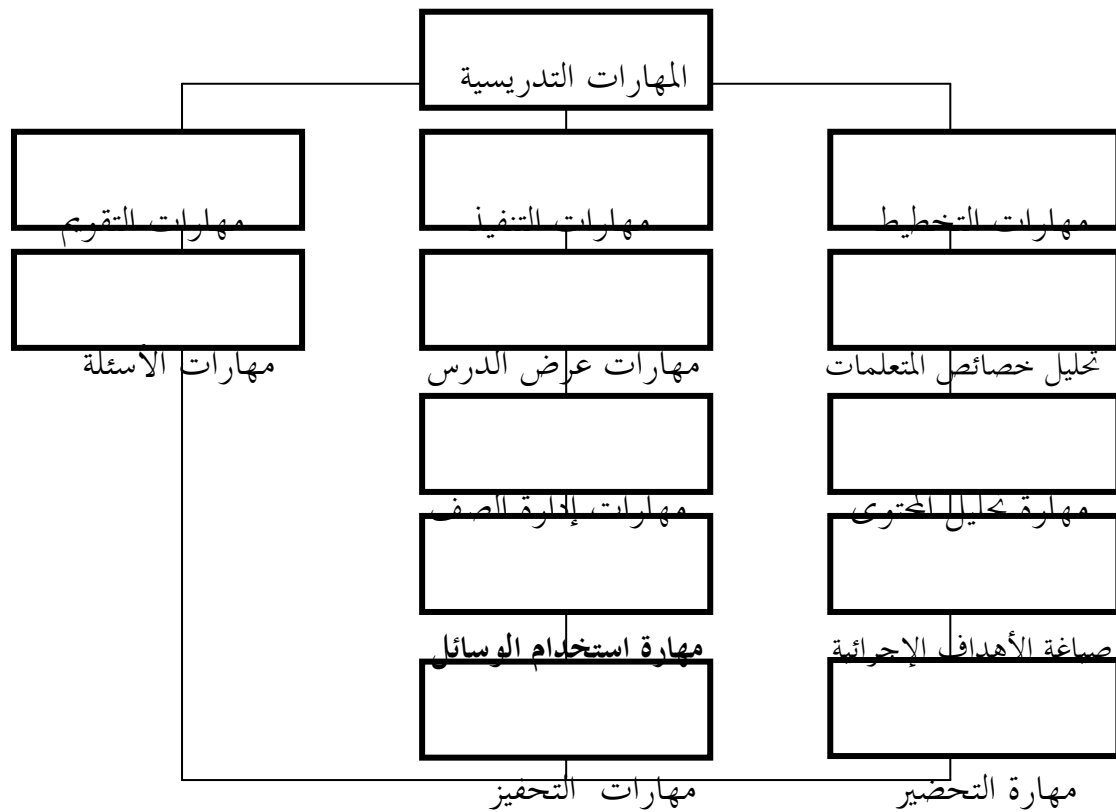 المهارات التدريسية
مهارات التخطيط
مهارات التنفيذ
مهارات التقويم
تحليل خصائص المتعلمات
مهارات عرض الدرس
مهارات الأسئلة
مهارة تحليل المحتوى
مهارات إدارة الصف
صياغة الأهداف الإجرائية
مهارة استخدام الوسائل
مهارة التحضير
مهارات التحفيز